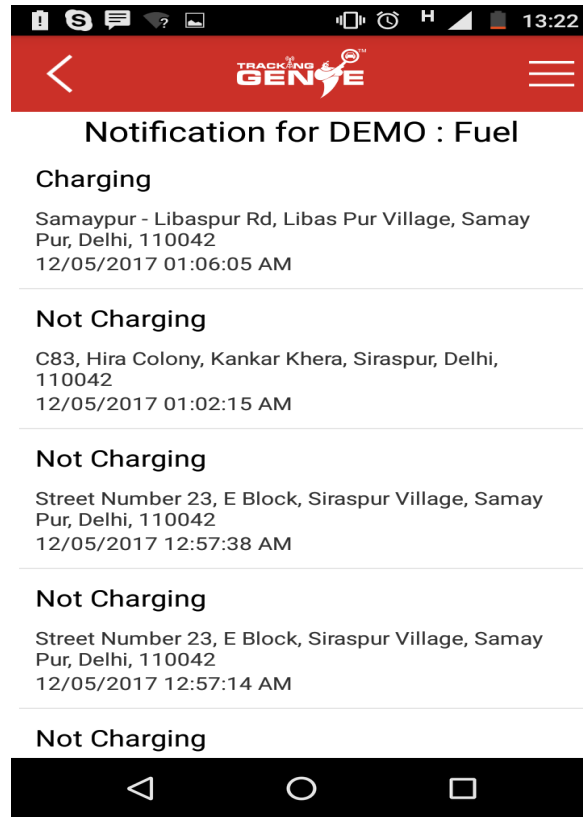 H 13:22
TRACKING
GENIE™
Notification for DEMO : Fuel
Charging
Samaypur - Libaspur Rd, Libas Pur Village, Samay
Pur, Delhi, 110042
12/05/2017 01:06:05 AM
Not Charging
C83, Hira Colony, Kankar Khera, Siraspur, Delhi,
110042
12/05/2017 01:02:15 AM
Not Charging
Street Number 23, E Block, Siraspur Village, Samay
Pur, Delhi, 110042
12/05/2017 12:57:38 AM
Not Charging
Street Number 23, E Block, Siraspur Village, Samay
Pur, Delhi, 110042
12/05/2017 12:57:14 AM
Not Charging